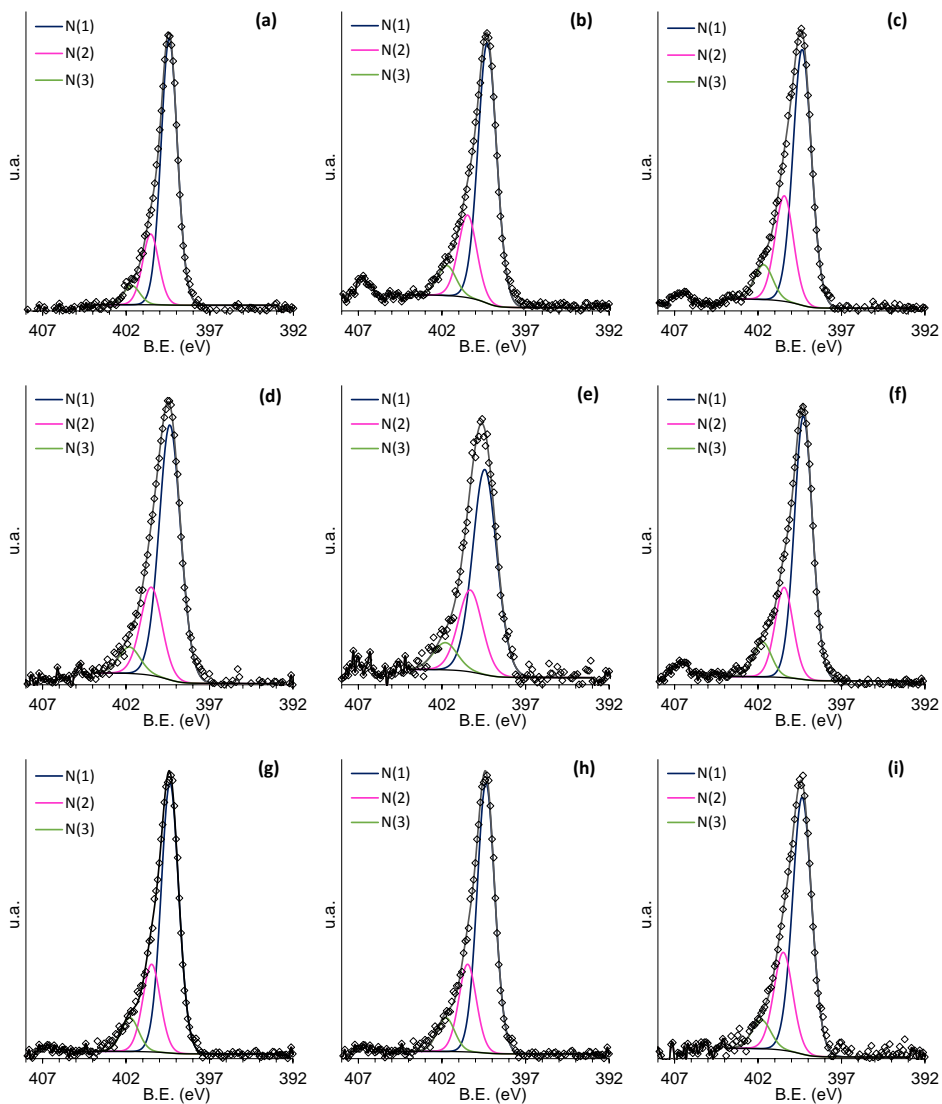 (a)
N(1)
N(2)
N(3)
u.a.
407 402 397 392
B.E. (eV)
(b)
N(1)
N(2)
N(3)
u.a.
407 402 397 392
B.E. (eV)
(c)
N(1)
N(2)
N(3)
u.a.
407 402 397 392
B.E. (eV)
(d)
N(1)
N(2)
N(3)
u.a.
407 402 397 392
B.E. (eV)
(e)
N(1)
N(2)
N(3)
u.a.
407 402 397 392
B.E. (eV)
(f)
N(1)
N(2)
N(3)
u.a.
407 402 397 392
B.E. (eV)
(g)
N(1)
N(2)
N(3)
u.a.
407 402 397 392
B.E. (eV)
(h)
N(1)
N(2)
N(3)
u.a.
407 402 397 392
B.E. (eV)
(i)
N(1)
N(2)
N(3)
u.a.
407 402 397 392
B.E. (eV)